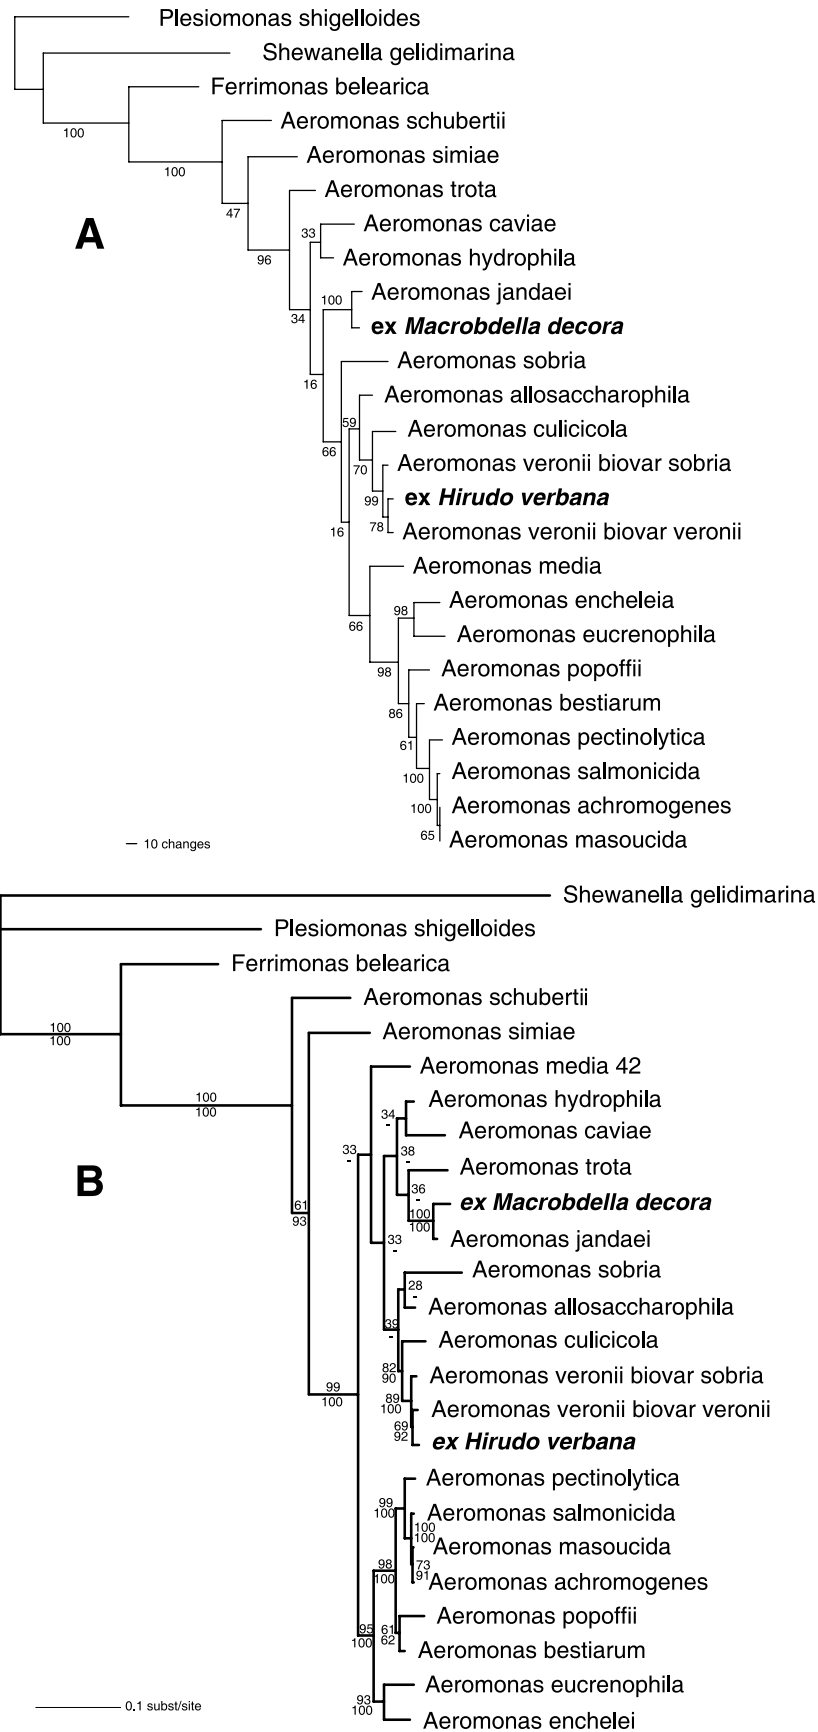 Plesiomonas shigelloides
Shewanella gelidimarina
Ferrimonas belearica
100
Aeromonas schubertii
100
Aeromonas simiae
Aeromonas trota
47
A
Aeromonas caviae
33
96
Aeromonas hydrophila
Aeromonas jandaei
100
34
ex Macrobdella decora
Aeromonas sobria
16
Aeromonas allosaccharophila
59
Aeromonas culicicola
66
Aeromonas veronii biovar sobria
70
ex Hirudo verbana
99
78
16
Aeromonas veronii biovar veronii
Aeromonas media
Aeromonas encheleia
98
66
Aeromonas eucrenophila
98
Aeromonas popoffii
Aeromonas bestiarum
86
Aeromonas pectinolytica
61
Aeromonas salmonicida
100
Aeromonas achromogenes
100
65
Aeromonas masoucida
10 changes
Shewanella gelidimarina
Plesiomonas shigelloides
Ferrimonas belearica
Aeromonas schubertii
100
100
Aeromonas simiae
Aeromonas media 42
100
100
Aeromonas hydrophila
34
-
Aeromonas caviae
33
-
38
-
Aeromonas trota
B
36
-
ex Macrobdella decora
61
93
100
100
Aeromonas jandaei
33
-
Aeromonas sobria
28
-
Aeromonas allosaccharophila
39
-
Aeromonas culicicola
82
90
Aeromonas veronii biovar sobria
99
100
89
100
Aeromonas veronii biovar veronii
69
92
ex Hirudo verbana
Aeromonas pectinolytica
99
100
Aeromonas salmonicida
100
100
Aeromonas masoucida
98
100
73
91
Aeromonas achromogenes
Aeromonas popoffii
95
100
61
62
Aeromonas bestiarum
Aeromonas eucrenophila
93
100
0.1 subst/site
Aeromonas enchelei